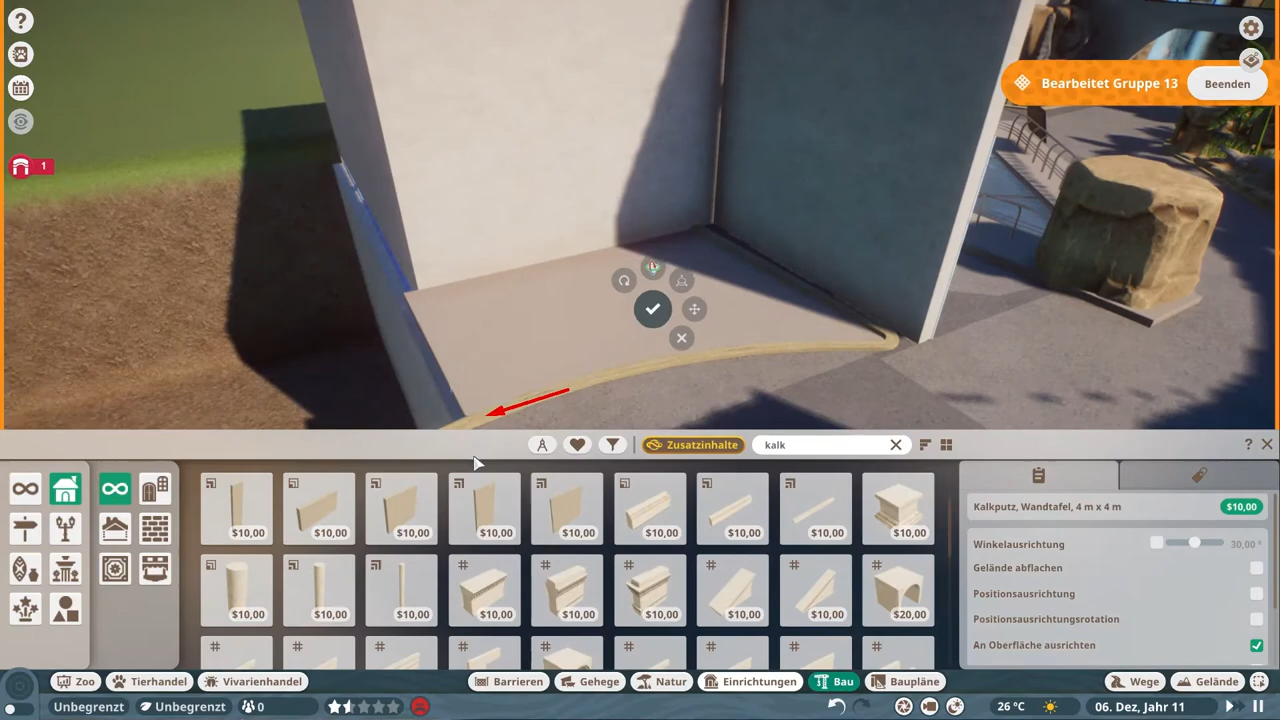 ?
Bearbeitet Gruppe 13
Beenden
1
Zusatzinhalte
kalk
?
$10,00 $10,00 $10,00 $10,00 $10,00 $10,00 $10,00 $10,00 $10,00
$10,00 $10,00 $10,00 $10,00 $10,00 $10,00 $10,00 $10,00 $20,00
Kalkputz, Wandtafel, 4 m x 4 m
$10,00
Winkelausrichtung
30,00 °
Gelände abflachen
Positionsausrichtung
Positionsausrichtungsrotation
An Oberfläche ausrichten
Zoo
Tierhandel
Vivarienhandel
Barrieren
Gehege
Natur
Einrichtungen
Bau
Baupläne
Wege
Gelände
Unbegrenzt
Unbegrenzt
0
26 °C
06. Dez, Jahr 11